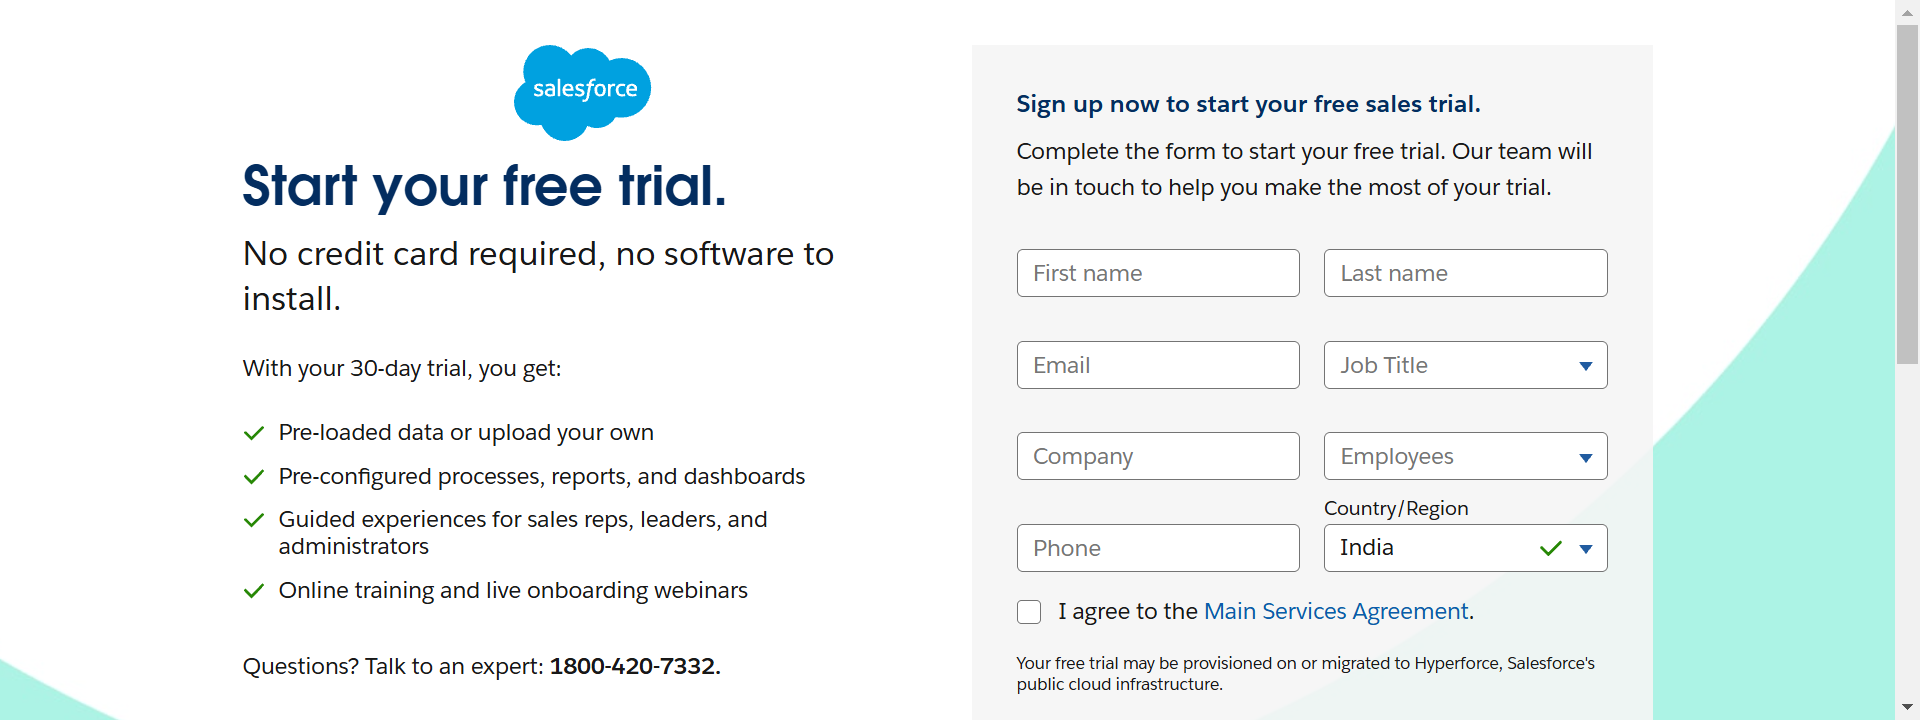 salesforce
Start your free trial.
No credit card required, no software to
install.
With your 30-day trial, you get:
Pre-loaded data or upload your own
Pre-configured processes, reports, and dashboards
Guided experiences for sales reps, leaders, and
administrators
Online training and live onboarding webinars
Questions? Talk to an expert: 1800-420-7332.
Sign up now to start your free sales trial.
Complete the form to start your free trial. Our team will
be in touch to help you make the most of your trial.
First name
Last name
Email
Job Title
Company
Employees
Country/Region
Phone
India
I agree to the Main Services Agreement.
Your free trial may be provisioned on or migrated to Hyperforce, Salesforce's
public cloud infrastructure.